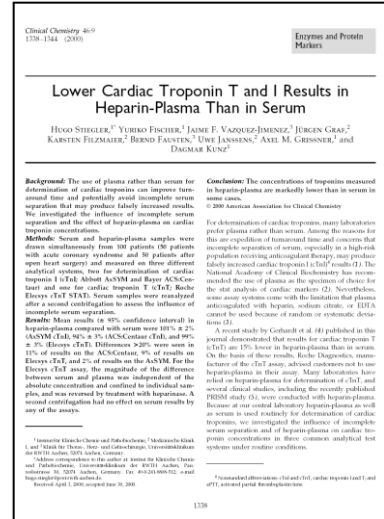 Clinical Chemistry 46:9
1338–1344 (2000)
Enzymes and Protein
Markers
Lower Cardiac Troponin T and I Results in
Heparin-Plasma Than in Serum
HUGO STIEGLER,1* YURIKO FISCHER,1 JAIME F. VAZQUEZ-JIMENEZ,3 JÜRGEN GRAF,2
KARSTEN FILZMAIER,2 BERND FAUSTEN,3 UWE JANSSENS,2 AXEL M. GRESSNER,1 and
DAGMAR KUNZ1
Background: The use of plasma rather than serum for
determination of cardiac troponins can improve turn-
around time and potentially avoid incomplete serum
separation that may produce falsely increased results.
We investigated the influence of incomplete serum
separation and the effect of heparin-plasma on cardiac
troponin concentrations.
Methods: Serum and heparin-plasma samples were
drawn simultaneously from 100 patients (50 patients
with acute coronary syndrome and 50 patients after
open heart surgery) and measured on three different
analytical systems, two for determination of cardiac
troponin I (cTnI; Abbott AxSYM and Bayer ACS:Cen-
taur) and one for cardiac troponin T (cTnT; Roche
Elecsys cTnT STAT). Serum samples were reanalyzed
after a second centrifugation to assess the influence of
incomplete serum separation.
Results: Mean results (± 95% confidence interval) in
heparin-plasma compared with serum were 101% ± 2%
(AxSYM cTnI), 94% ± 3% (ACS:Centaur cTnI), and 99%
± 3% (Elecsys cTnT). Differences >20% were seen in
11% of results on the ACS:Centaur, 9% of results on
Elecsys cTnT, and 2% of results on the AxSYM. For the
Elecsys cTnT assay, the magnitude of the difference
between serum and plasma was independent of the
absolute concentration and confined to individual sam-
ples, and was reversed by treatment with heparinase. A
second centrifugation had no effect on serum results by
any of the assays.
Conclusion: The concentrations of troponins measured
in heparin-plasma are markedly lower than in serum in
some cases.
© 2000 American Association for Clinical Chemistry
For determination of cardiac troponins, many laboratories
prefer plasma rather than serum. Among the reasons for
this are expedition of turnaround time and concerns that
incomplete separation of serum, especially in a high-risk
population receiving anticoagulant therapy, may produce
falsely increased cardiac troponin I (cTnI)4 results (1). The
National Academy of Clinical Biochemistry has recom-
mended the use of plasma as the specimen of choice for
the stat analysis of cardiac markers (2). Nevertheless,
some assay systems come with the limitation that plasma
anticoagulated with heparin, sodium citrate, or EDTA
cannot be used because of random or systematic devia-
tions (3).
A recent study by Gerhardt et al. (4) published in this
journal demonstrated that results for cardiac troponin T
(cTnT) are 15% lower in heparin-plasma than in serum.
On the basis of these results, Roche Diagnostics, manu-
facturer of the cTnT assay, advised customers not to use
heparin-plasma in their assay. Many laboratories have
relied on heparin-plasma for determination of cTnT, and
several clinical studies, including the recently published
PRISM study (5), were conducted with heparin-plasma.
Because at our central laboratory heparin-plasma as well
as serum is used routinely for determination of cardiac
troponins, we investigated the influence of incomplete
serum separation and of heparin-plasma on cardiac tro-
ponin concentrations in three common analytical test
systems under routine conditions.
Received April 3, 2000; accepted June 30, 2000.
1338